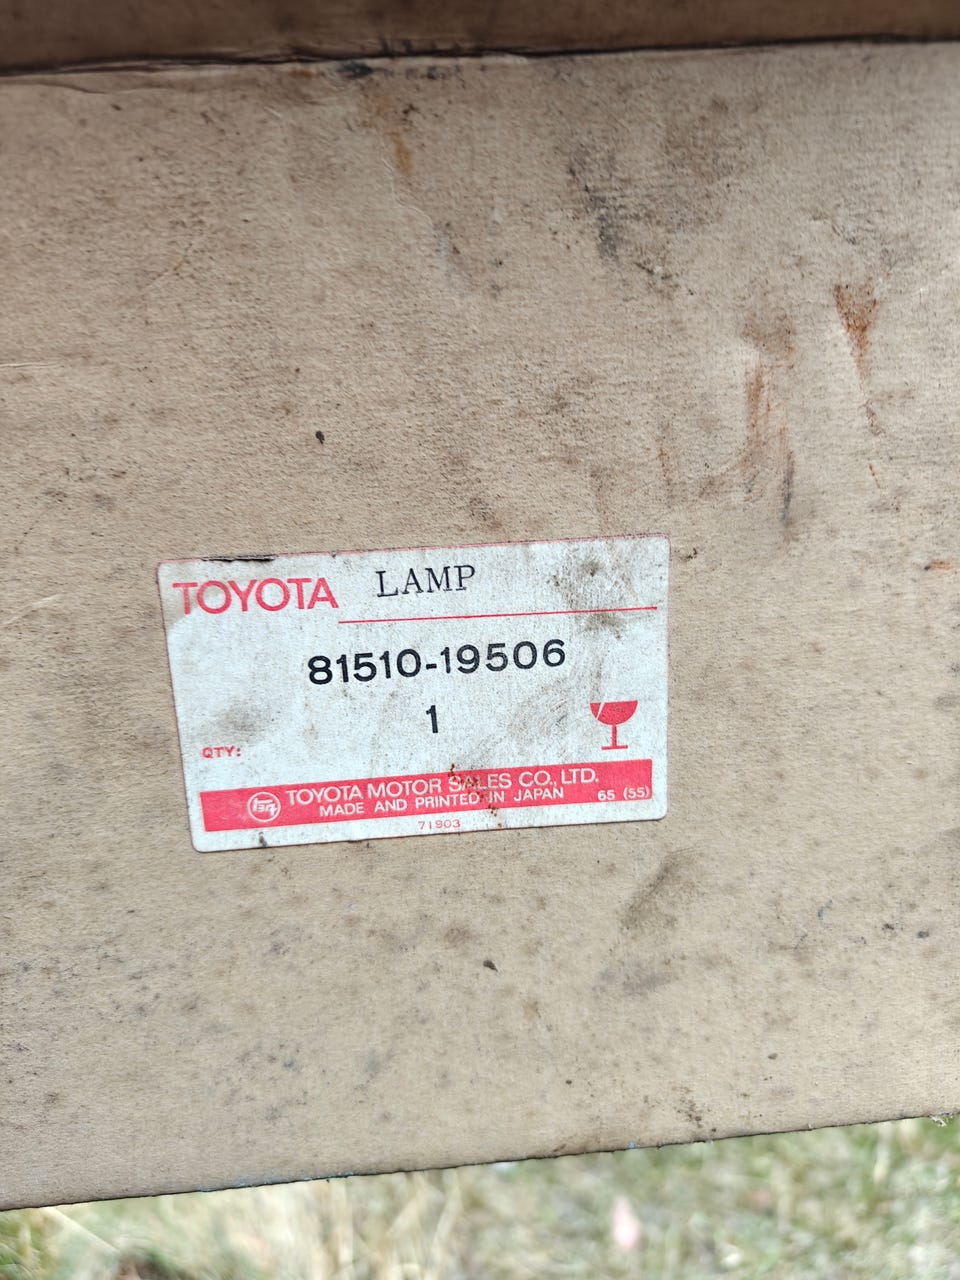 TOYOTA LAMP
81510-19506
1
QTY:
TOYOTA MOTOR SALES CO., LTD.
MADE AND PRINTED IN JAPAN 65 (55)
71903